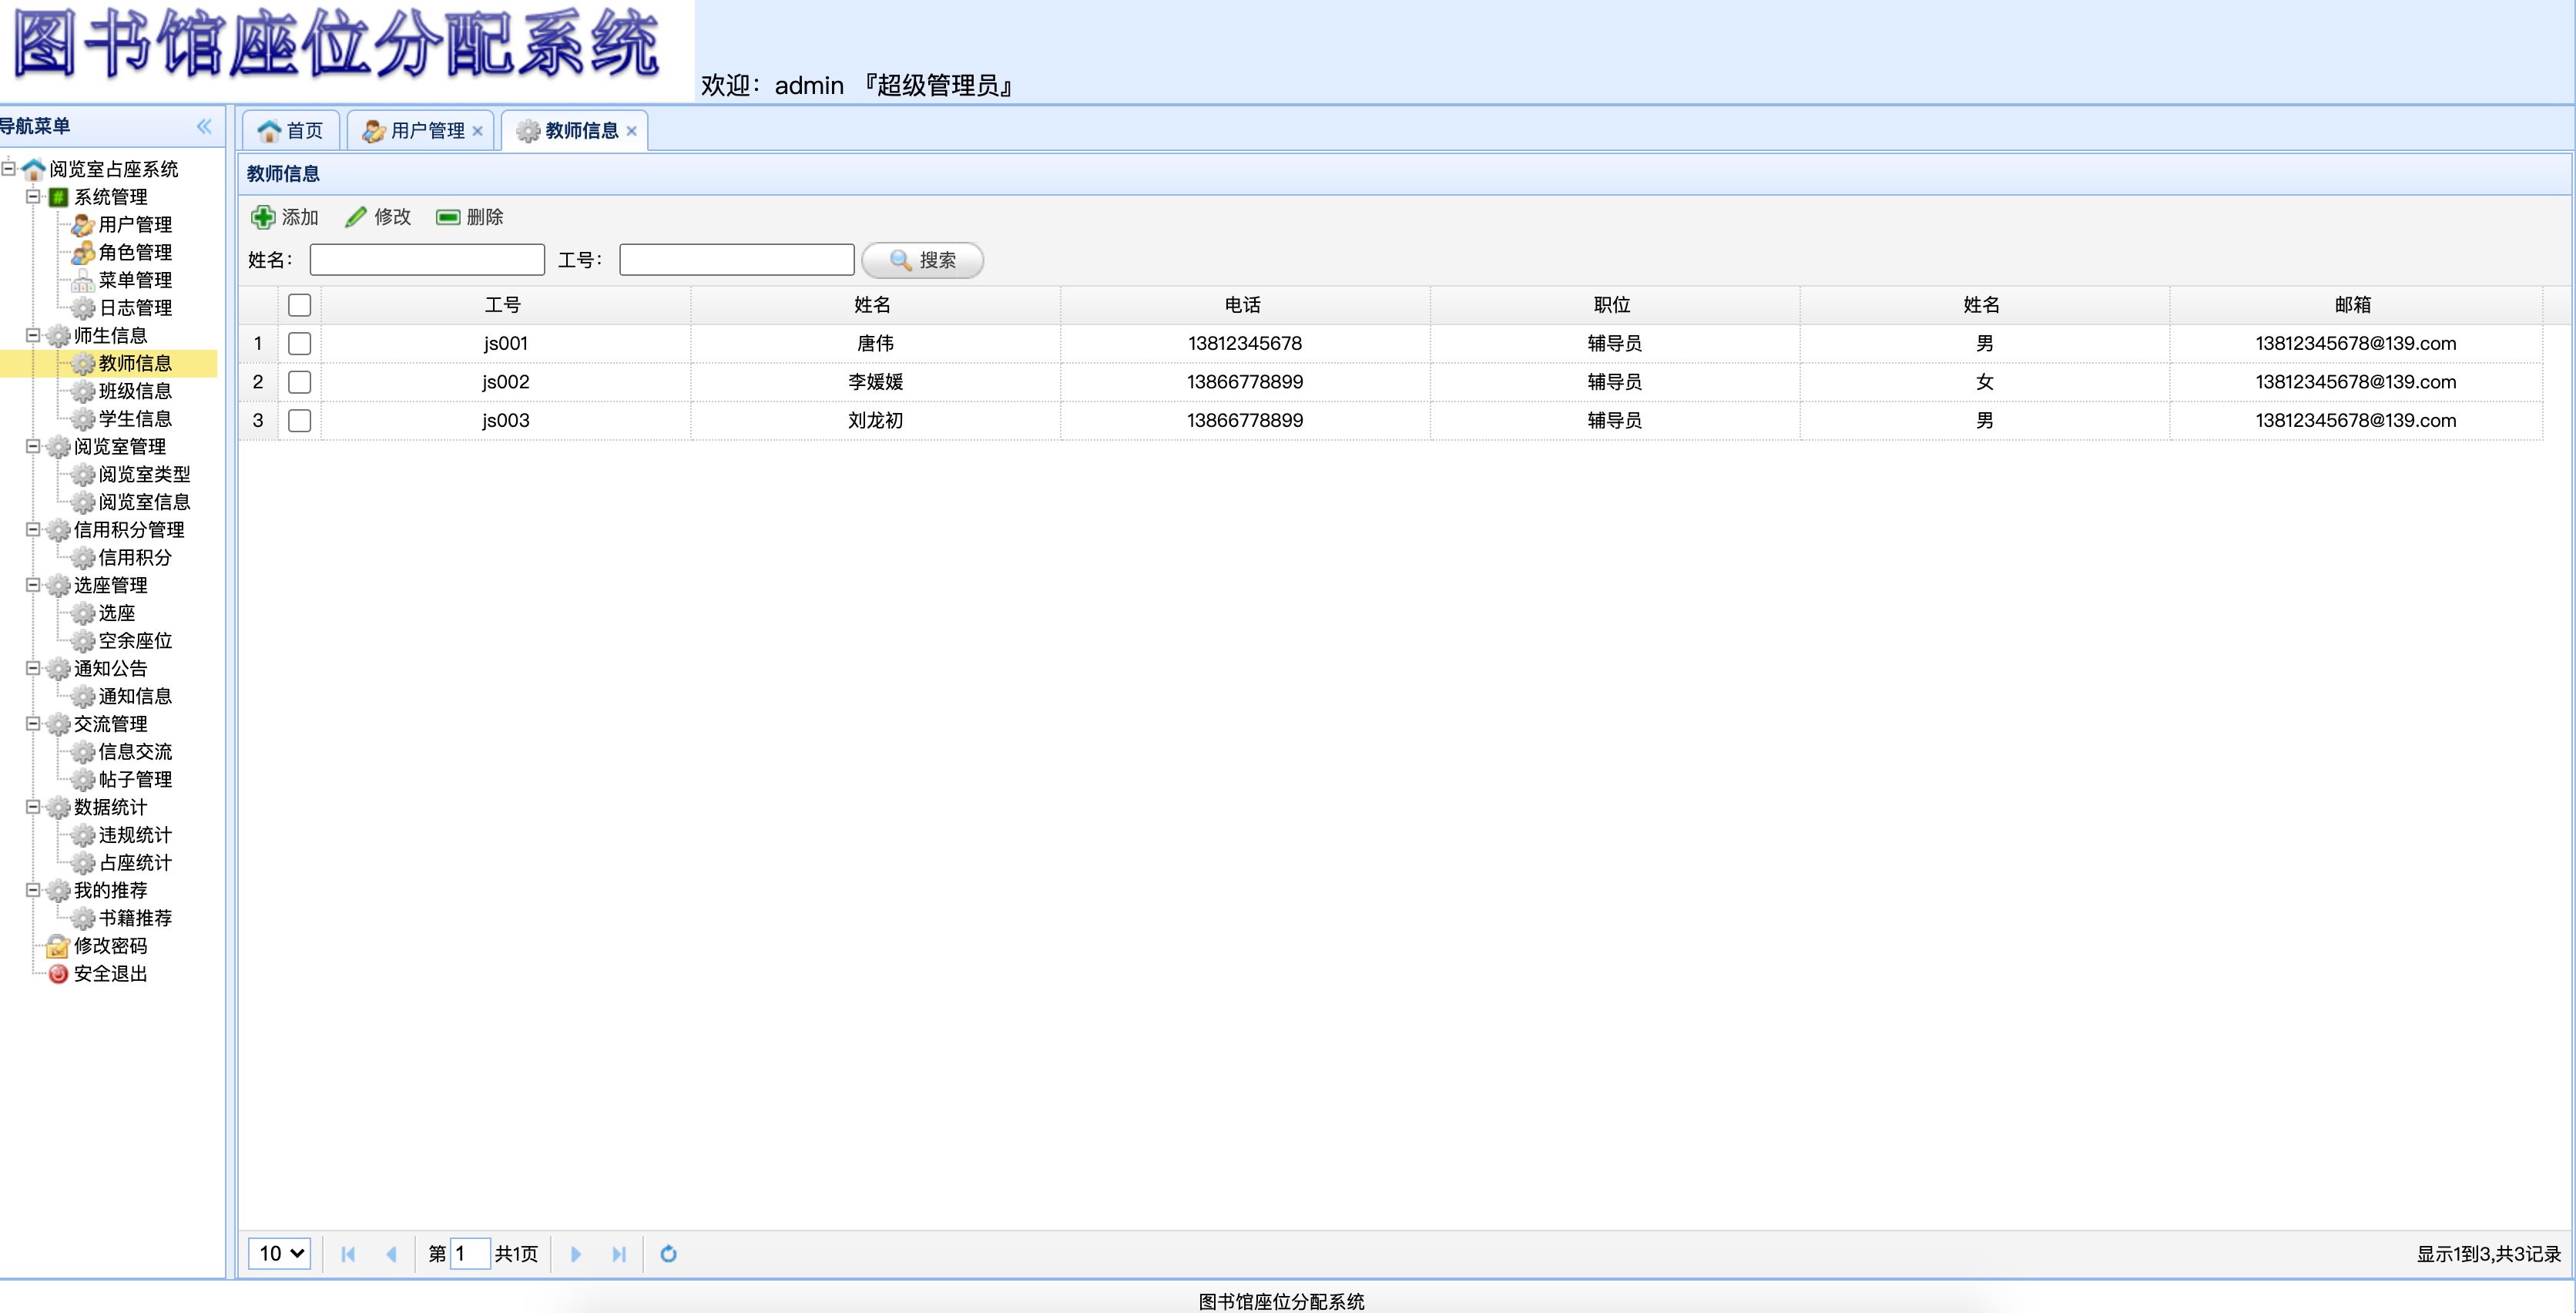 图书馆座位分配系统
欢迎：admin 『超级管理员』
导航菜单
阅览室占座系统
系统管理
用户管理
角色管理
菜单管理
日志管理
师生信息
教师信息
班级信息
学生信息
阅览室管理
阅览室类型
阅览室信息
信用积分管理
信用积分
选座管理
选座
空余座位
通知公告
通知信息
交流管理
信息交流
帖子管理
数据统计
违规统计
占座统计
我的推荐
书籍推荐
修改密码
安全退出
首页 用户管理 教师信息
教师信息
添加 修改 删除
姓名： 工号： 搜索
工号 姓名 电话 职位 姓名 邮箱
1 js001 唐伟 13812345678 辅导员 男 13812345678@139.com
2 js002 李媛媛 13866778899 辅导员 女 13812345678@139.com
3 js003 刘龙初 13866778899 辅导员 男 13812345678@139.com
10 第 1 共1页 显示1到3,共3记录
图书馆座位分配系统